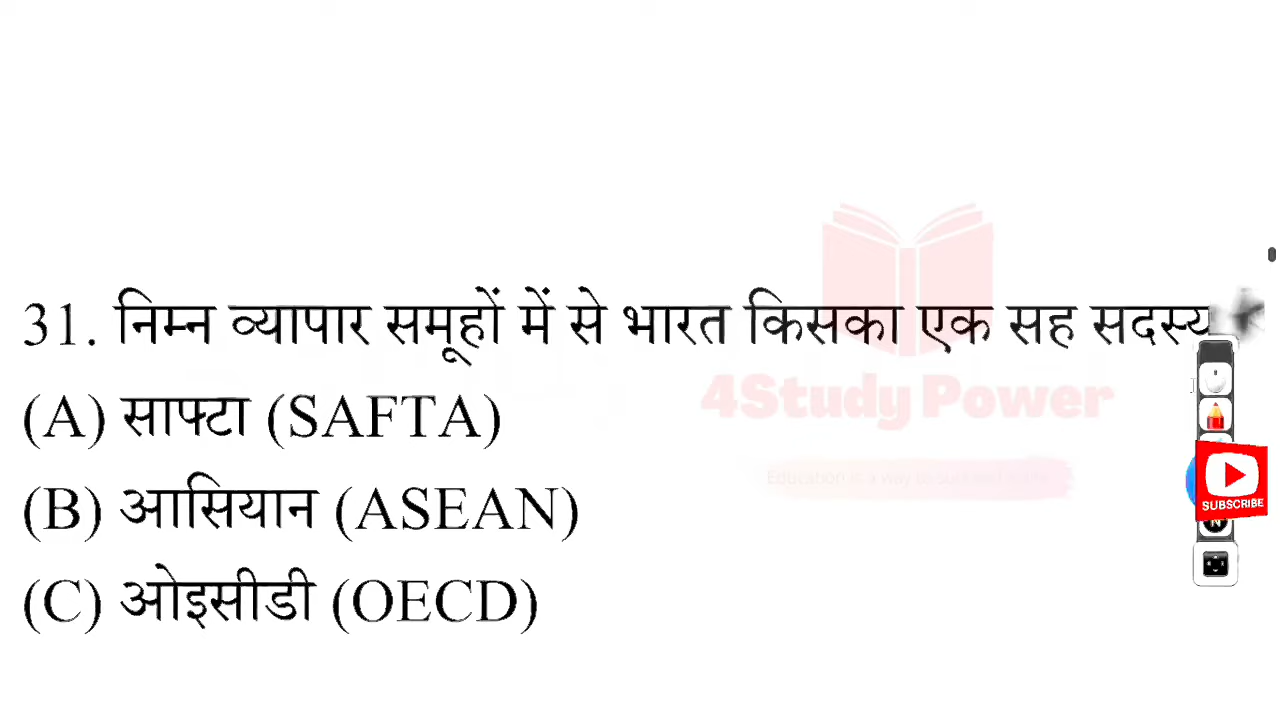 31. निम्न व्यापार समूहों में से भारत किसका एक सह सदस्य
(A) साफ्टा (SAFTA)
4Study Power
(B) आसियान (ASEAN)
SUBSCRIBE
(C) ओइसीडी (OECD)